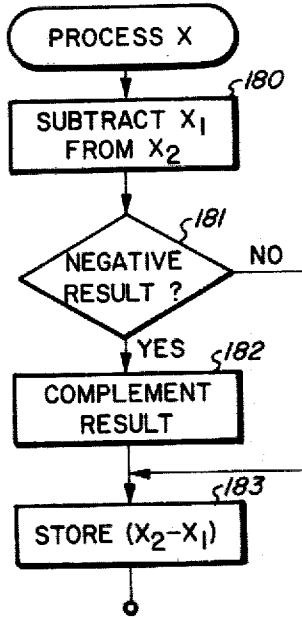 PROCESS X
180
SUBTRACT X₁
FROM X₂
181
NEGATIVE
RESULT ?
NO
YES
182
COMPLEMENT
RESULT
183
STORE (X₂–X₁)